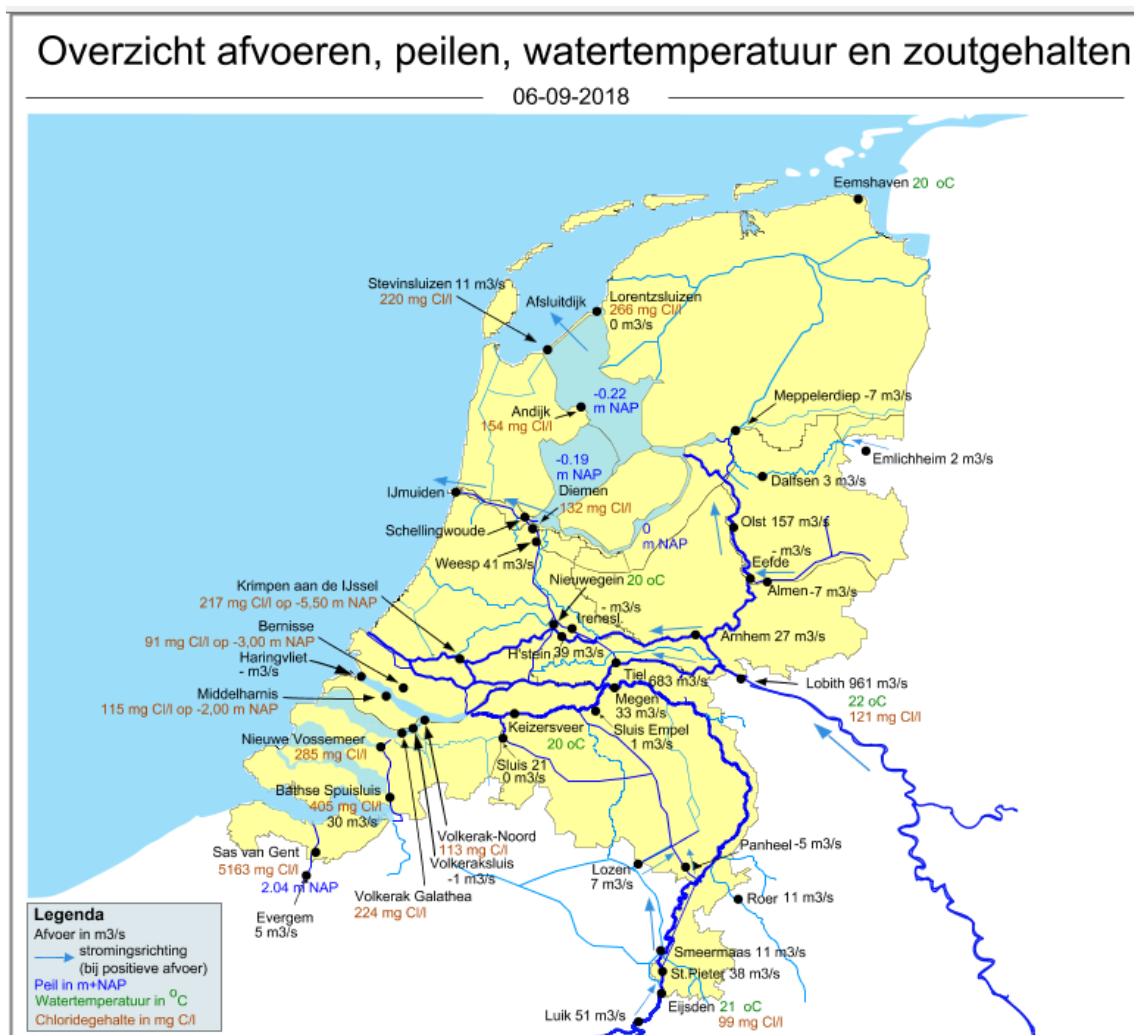 Overzicht afvoeren, peilen, watertemperatuur en zoutgehalten
06-09-2018
Eemshaven 20 oC
Stevinsluizen 11 m3/s
220 mg Cl/l
Afsluitdijk
Lorentzsluizen
266 mg Cl/l
0 m3/s
-0.22
m NAP
Andijk
154 mg Cl/l
Meppelerdiep -7 m3/s
Emlichheim 2 m3/s
-0.19
m NAP
Dalfsen 3 m3/s
IJmuiden
Diemen
132 mg Cl/l
Schellingwoude
0
m NAP
Olst 157 m3/s
Weesp 41 m3/s
- m3/s
Eefde
Almen -7 m3/s
Nieuwegein 20 oC
Krimpen aan de IJssel
217 mg Cl/l op -5,50 m NAP
- m3/s
Irenesl.
Bernisse
91 mg Cl/l op -3,00 m NAP
H'stein 39 m3/s
Arnhem 27 m3/s
Haringvliet
- m3/s
Tiel 683 m3/s
Lobith 961 m3/s
22 oC
121 mg Cl/l
Middelharnis
115 mg Cl/l op -2,00 m NAP
Megen
33 m3/s
Keizersveer
20 oC
Sluis Empel
1 m3/s
Nieuwe Vossemeer
285 mg Cl/l
Sluis 21
0 m3/s
Bathse Spuisluis
405 mg Cl/l
30 m3/s
Volkerak-Noord
113 mg C/l
Volkeraksluis
-1 m3/s
Volkerak Galathea
224 mg Cl/l
Panheel -5 m3/s
Sas van Gent
5163 mg Cl/l
2.04 m NAP
Lozen
7 m3/s
Evergem
5 m3/s
Roer 11 m3/s
Smeermaas 11 m3/s
St.Pieter 38 m3/s
Eijsden 21 oC
99 mg Cl/l
Luik 51 m3/s
Legenda
Afvoer in m3/s
stromingsrichting
(bij positieve afvoer)
Peil in m+NAP
Watertemperatuur in °C
Chloridegehalte in mg C/l